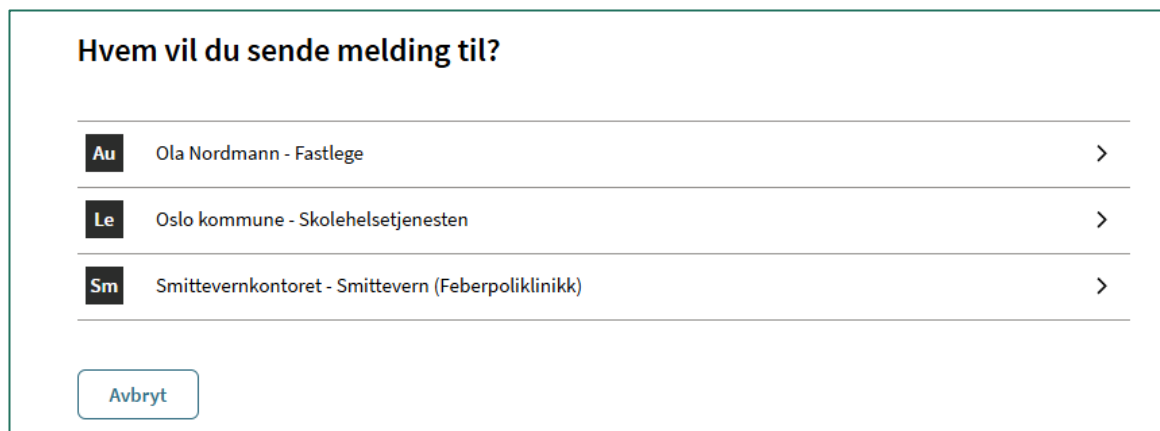 Hvem vil du sende melding til?
Au Ola Nordmann - Fastlege
Le Oslo kommune - Skolehelsetjenesten
Sm Smittevernkontoret - Smittevern (Feberpoliklinikk)
Avbryt